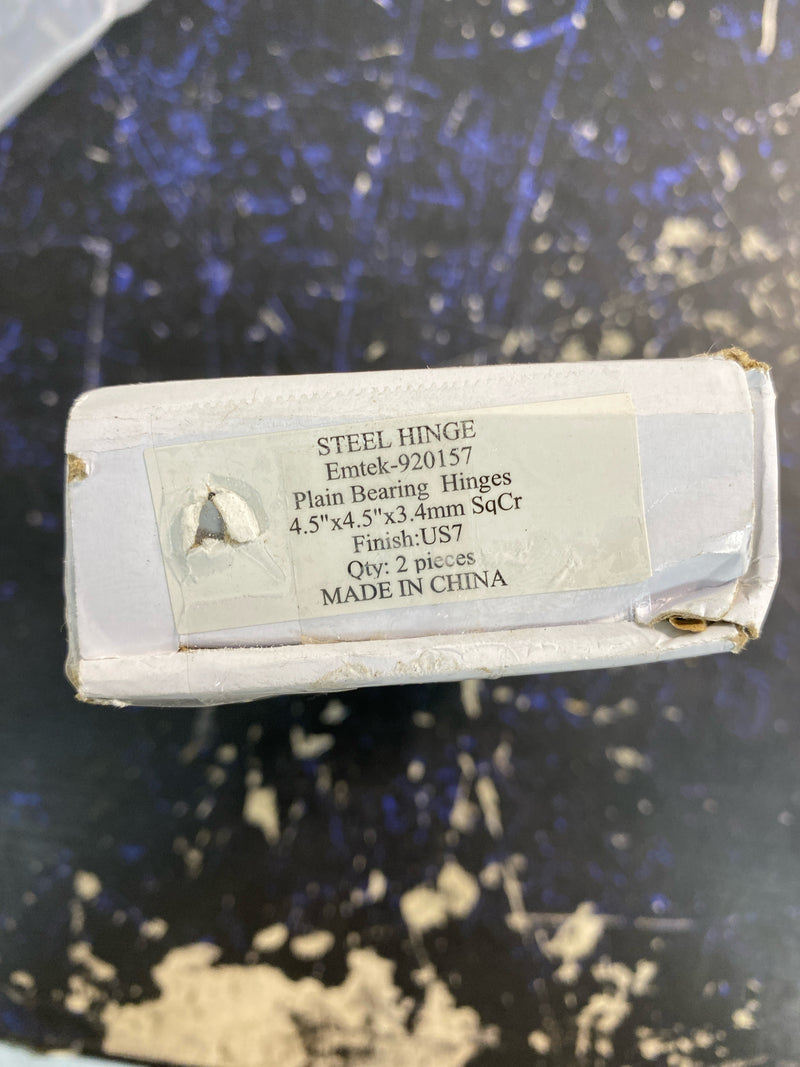 STEEL HINGE
Emtek-920157
Plain Bearing Hinges
4.5"x4.5"x3.4mm SqCr
Finish:US7
Qty: 2 pieces
MADE IN CHINA